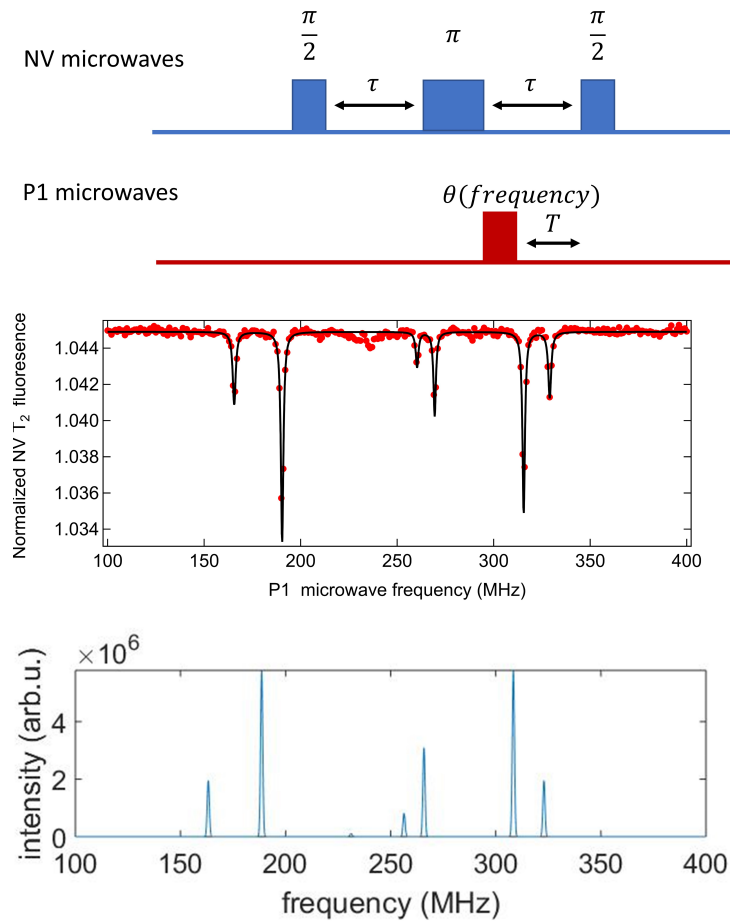 π/2 π π/2
NV microwaves
τ τ
P1 microwaves
θ(frequency)
T
1.044
1.042
1.040
1.038
1.036
1.034
Normalized NV T₂ fluoresence
100 150 200 250 300 350 400
P1 microwave frequency (MHz)
×10⁶
4
2
0
intensity (arb.u.)
100 150 200 250 300 350 400
frequency (MHz)